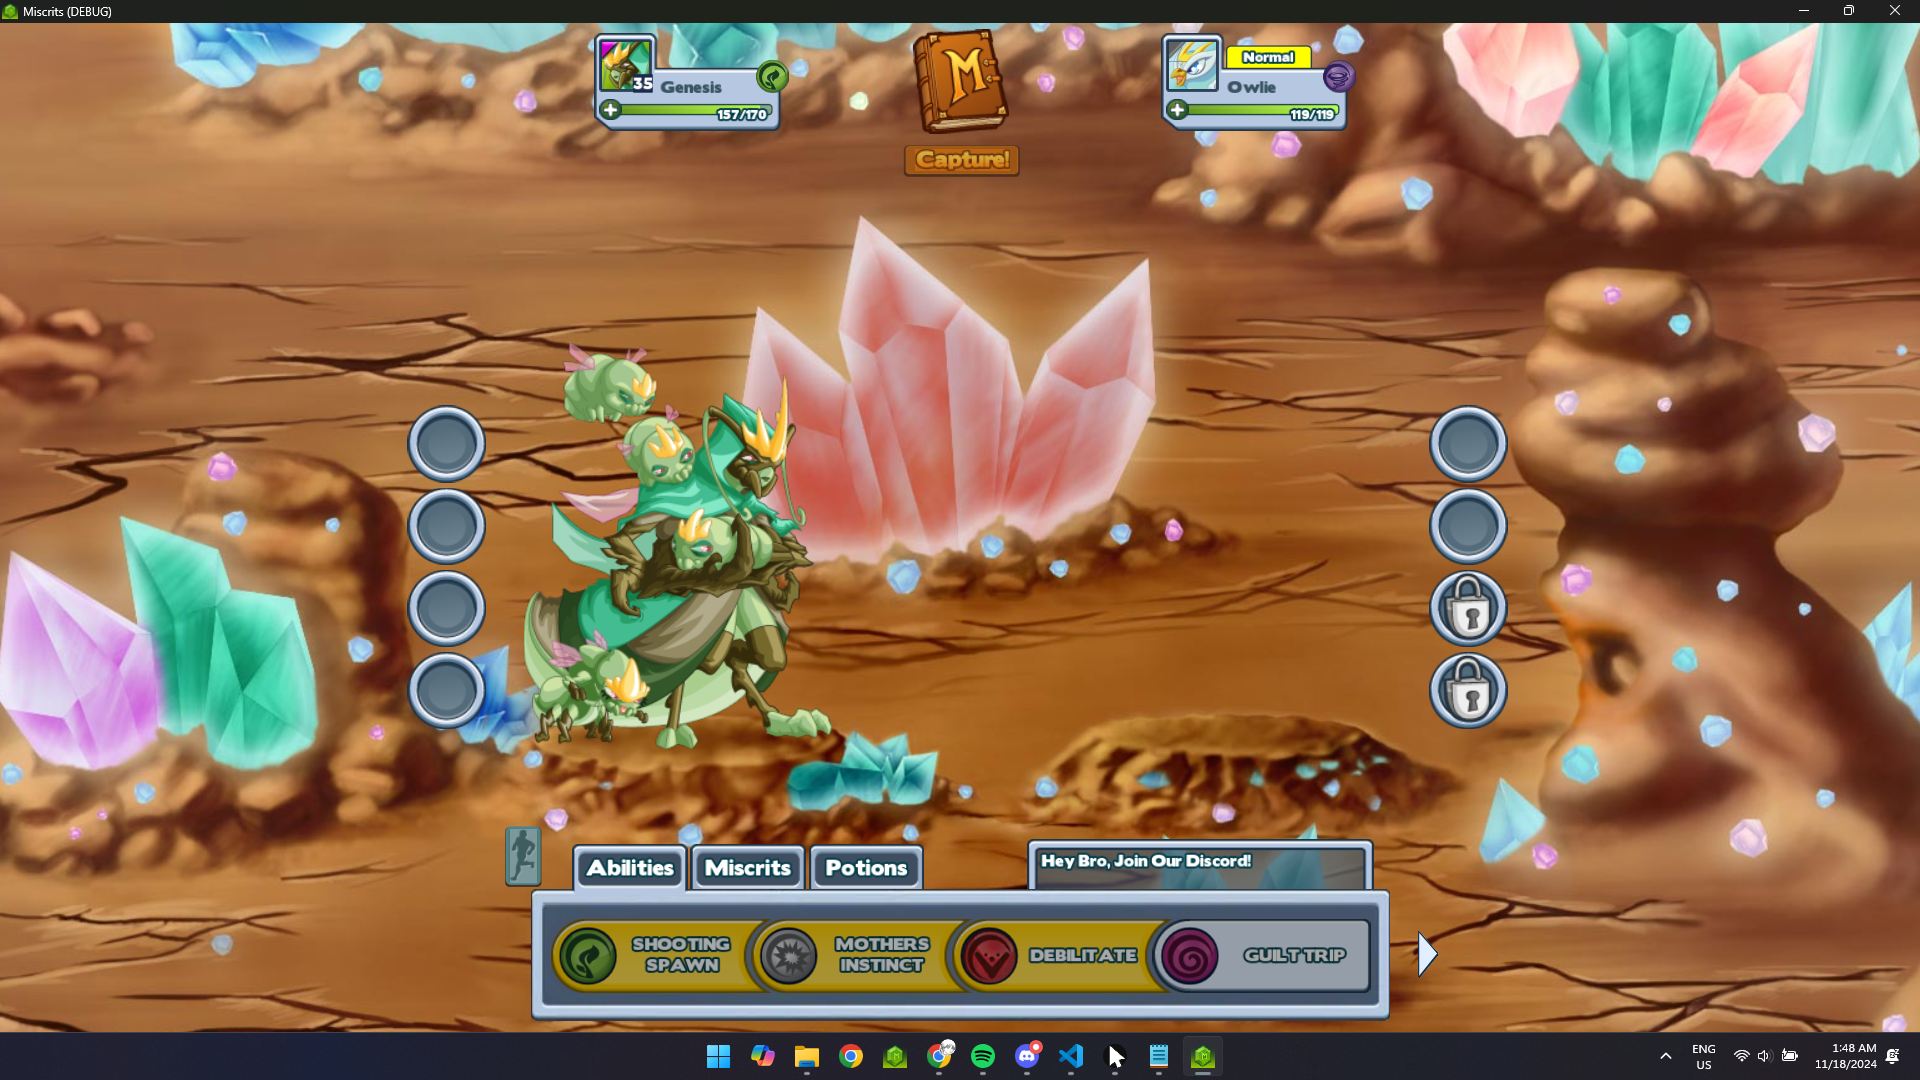 Miscrits (DEBUG)
35
Genesis
157/170
M
Capture!
Normal
Owlie
119/119
Abilities
Miscrits
Potions
Hey Bro, Join Our Discord!
SHOOTING
SPAWN
MOTHERS
INSTINCT
DEBILITATE
GUILT TRIP
ENG
US
1:48 AM
11/18/2024